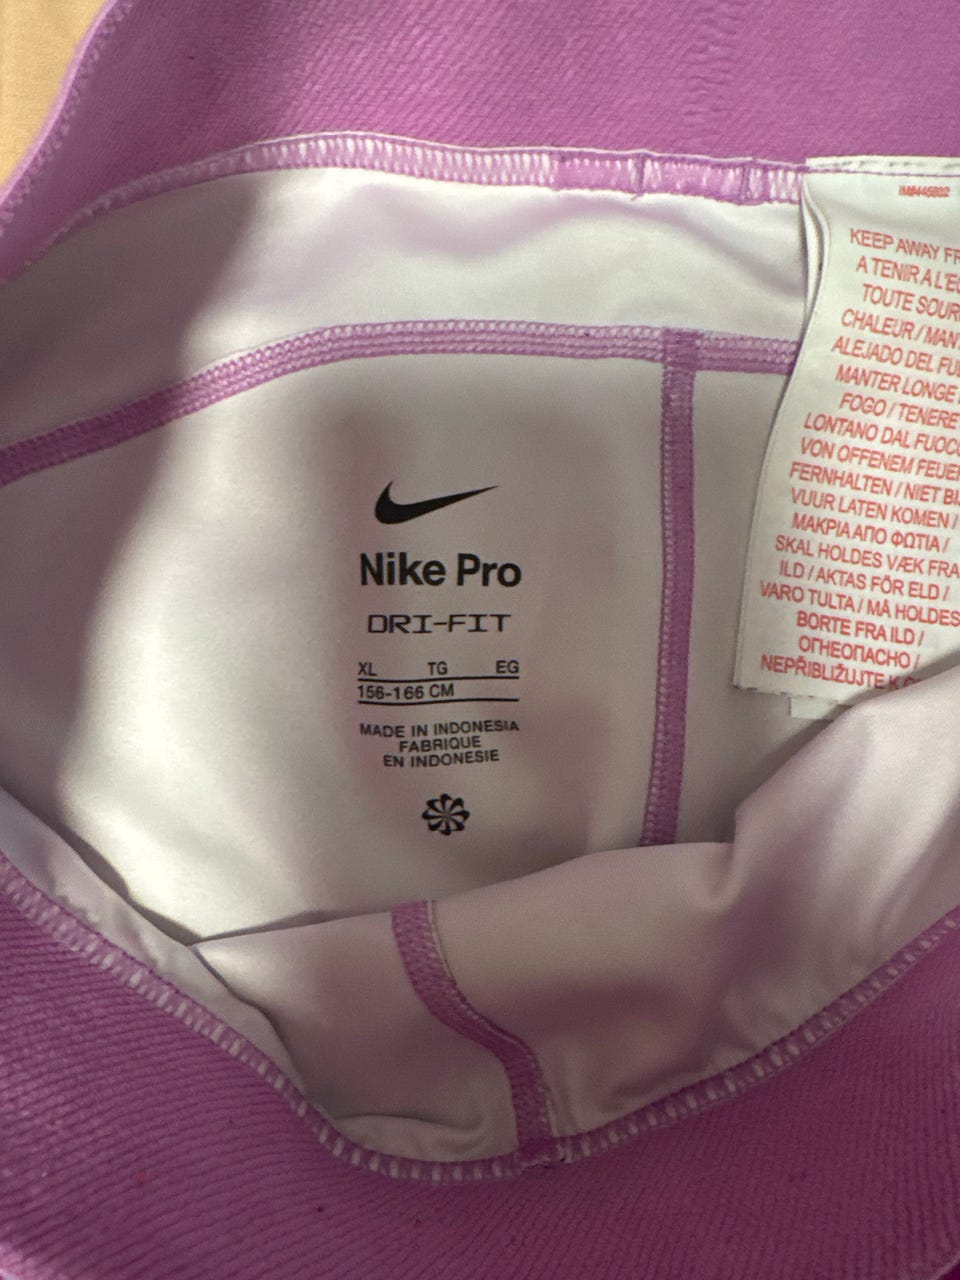 Nike Pro
DRI-FIT
XL TG EG
156-166 CM
MADE IN INDONESIA
FABRIQUE
EN INDONESIE
KEEP AWAY FR
A TENIR A L'
TOUTE SOUR
CHALEUR / MAN
ALEJADO DEL FU
MANTER LONGE
FOGO / TENERE
LONTANO DAL FUOC
VON OFFENEM FEUE
FERNHALTEN / NIET BI
VUUR LATEN KOMEN /
ΜΑΚΡΙΑ ΑΠΟ ΦΩΤΙΑ /
SKAL HOLDES VÆK FRA
ILD / AKTAS FÖR ELD /
VARO TULTA / MÅ HOLDES
BORTE FRA ILD /
ОГНЕОПАСНО /
NEPŘIBLIŽUJTE K